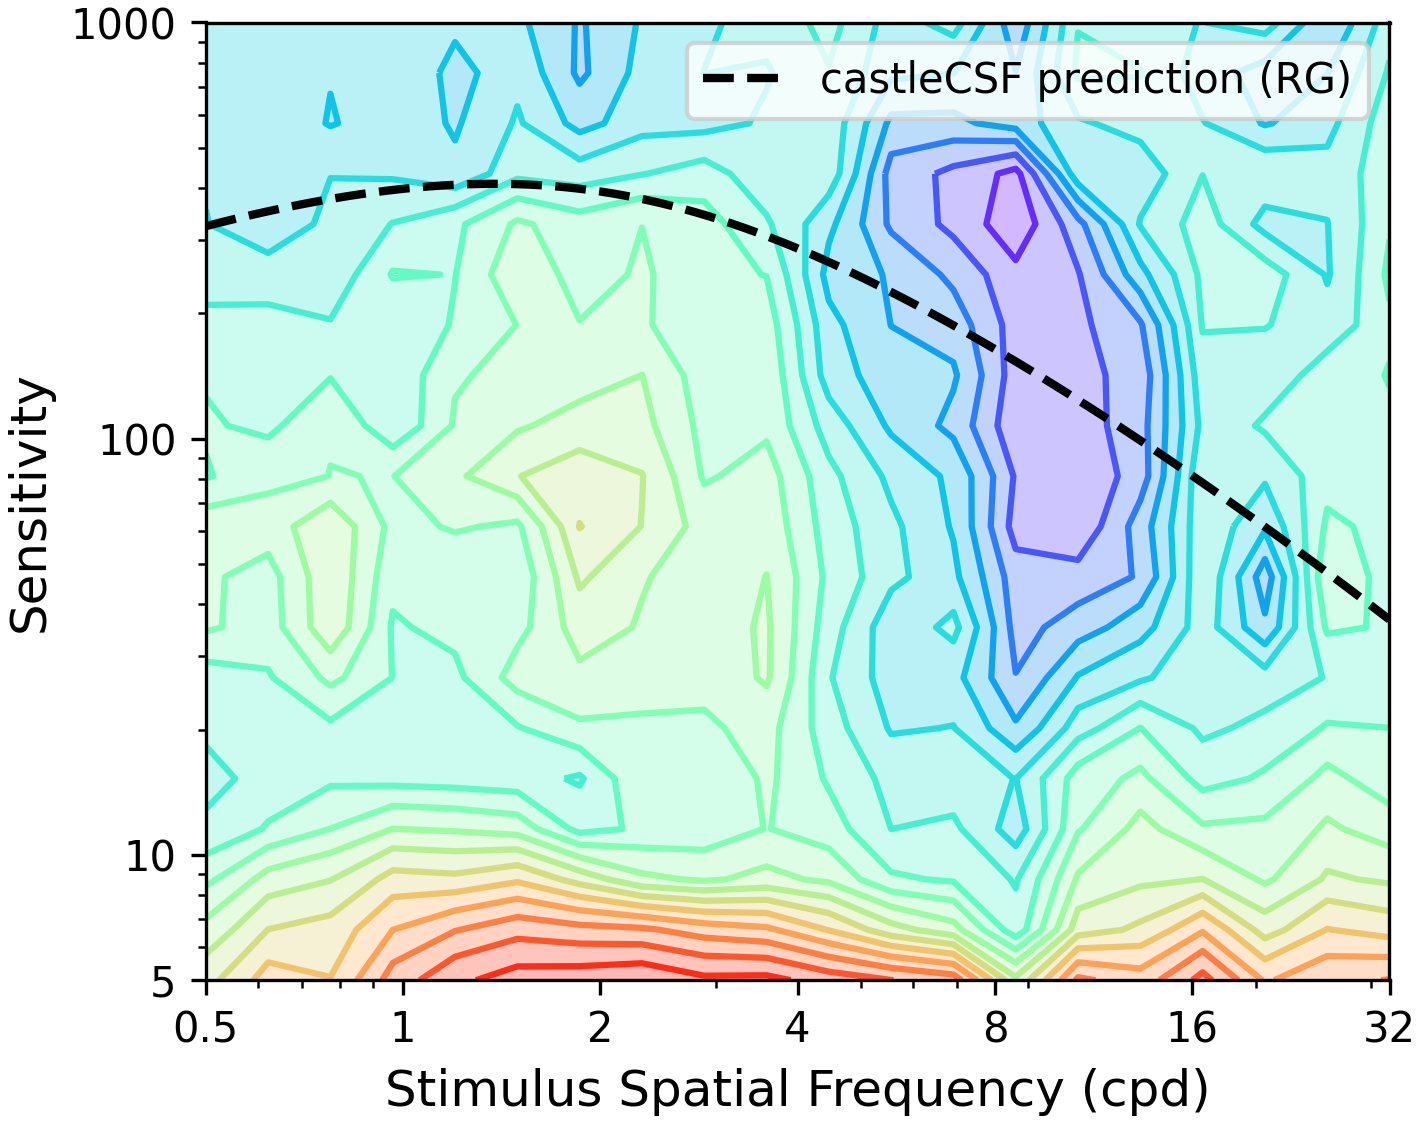 1000
castleCSF prediction (RG)
Sensitivity
100
10
5
0.5 1 2 4 8 16 32
Stimulus Spatial Frequency (cpd)